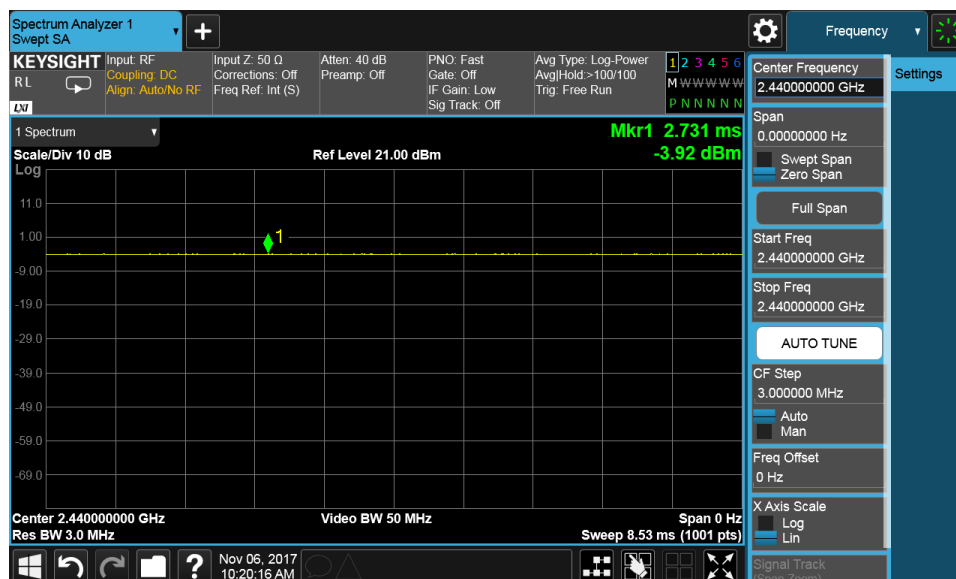 Spectrum Analyzer 1
Swept SA
+
Frequency
KEYSIGHT
RL
LXI
Input: RF
Coupling: DC
Align: Auto/No RF
Input Z: 50 Ω
Corrections: Off
Freq Ref: Int (S)
Atten: 40 dB
Preamp: Off
PNO: Fast
Gate: Off
IF Gain: Low
Sig Track: Off
Avg Type: Log-Power
Avg|Hold:>100/100
Trig: Free Run
1 2 3 4 5 6
M W W W W W
P N N N N N
1 Spectrum
Mkr1 2.731 ms
Scale/Div 10 dB
Ref Level 21.00 dBm
-3.92 dBm
Log
11.0
1.00
1
-9.00
-19.0
-29.0
-39.0
-49.0
-59.0
-69.0
Center 2.440000000 GHz
Video BW 50 MHz
Span 0 Hz
Res BW 3.0 MHz
Sweep 8.53 ms (1001 pts)
Nov 06, 2017
10:20:16 AM
?
Center Frequency
2.440000000 GHz
Settings
Span
0.00000000 Hz
Swept Span
Zero Span
Full Span
Start Freq
2.440000000 GHz
Stop Freq
2.440000000 GHz
AUTO TUNE
CF Step
3.000000 MHz
Auto
Man
Freq Offset
0 Hz
X Axis Scale
Log
Lin
Signal Track
(Span Zoom)